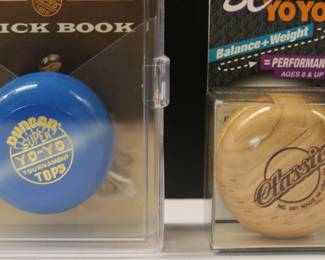 ICK BOOK
DUNCAN
SUPER
YO-YO
TOURNAMENT
TOPS
YOYO
Balance+Weight
= PERFORMAN
AGES 8 & UP
Classic